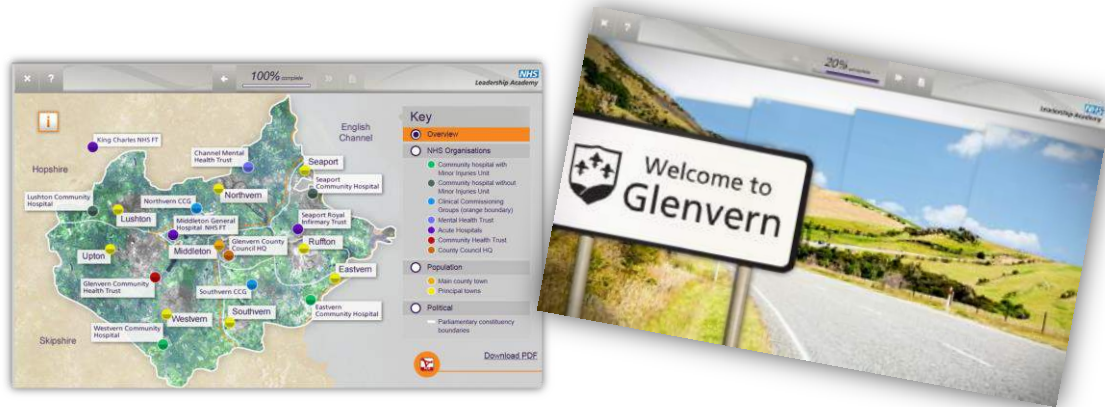 × ?
100% complete
NHS
Leadership Academy
i
King Charles NHS FT
English
Channel
Hopshire
Channel Mental
Health Trust
Seaport
Seaport
Community Hospital
Lushton Community
Hospital
Northern CCG
Northvern
Lushton
Middleton General
Hospital NHS FT
Seaport Royal
Infirmary Trust
Upton
Middleton
Glenvern County
Council HQ
Ruffton
Eastvern
Glenvern Community
Health Trust
Southvern CCG
Eastvern
Community Hospital
Westvern
Southvern
Westvern Community
Hospital
Skipshire
Key
Overview
NHS Organisations
Community hospital with
Minor Injuries Unit
Community hospital without
Minor Injuries Unit
Clinical Commissioning
Groups (orange boundary)
Mental Health Trust
Acute Hospitals
Community Health Trust
County Council HQ
Population
Main county town
Principal towns
Political
Parliamentary constituency
boundaries
Download PDF
× ?
20% complete
NHS
Leadership Academy
Welcome to
Glenvern